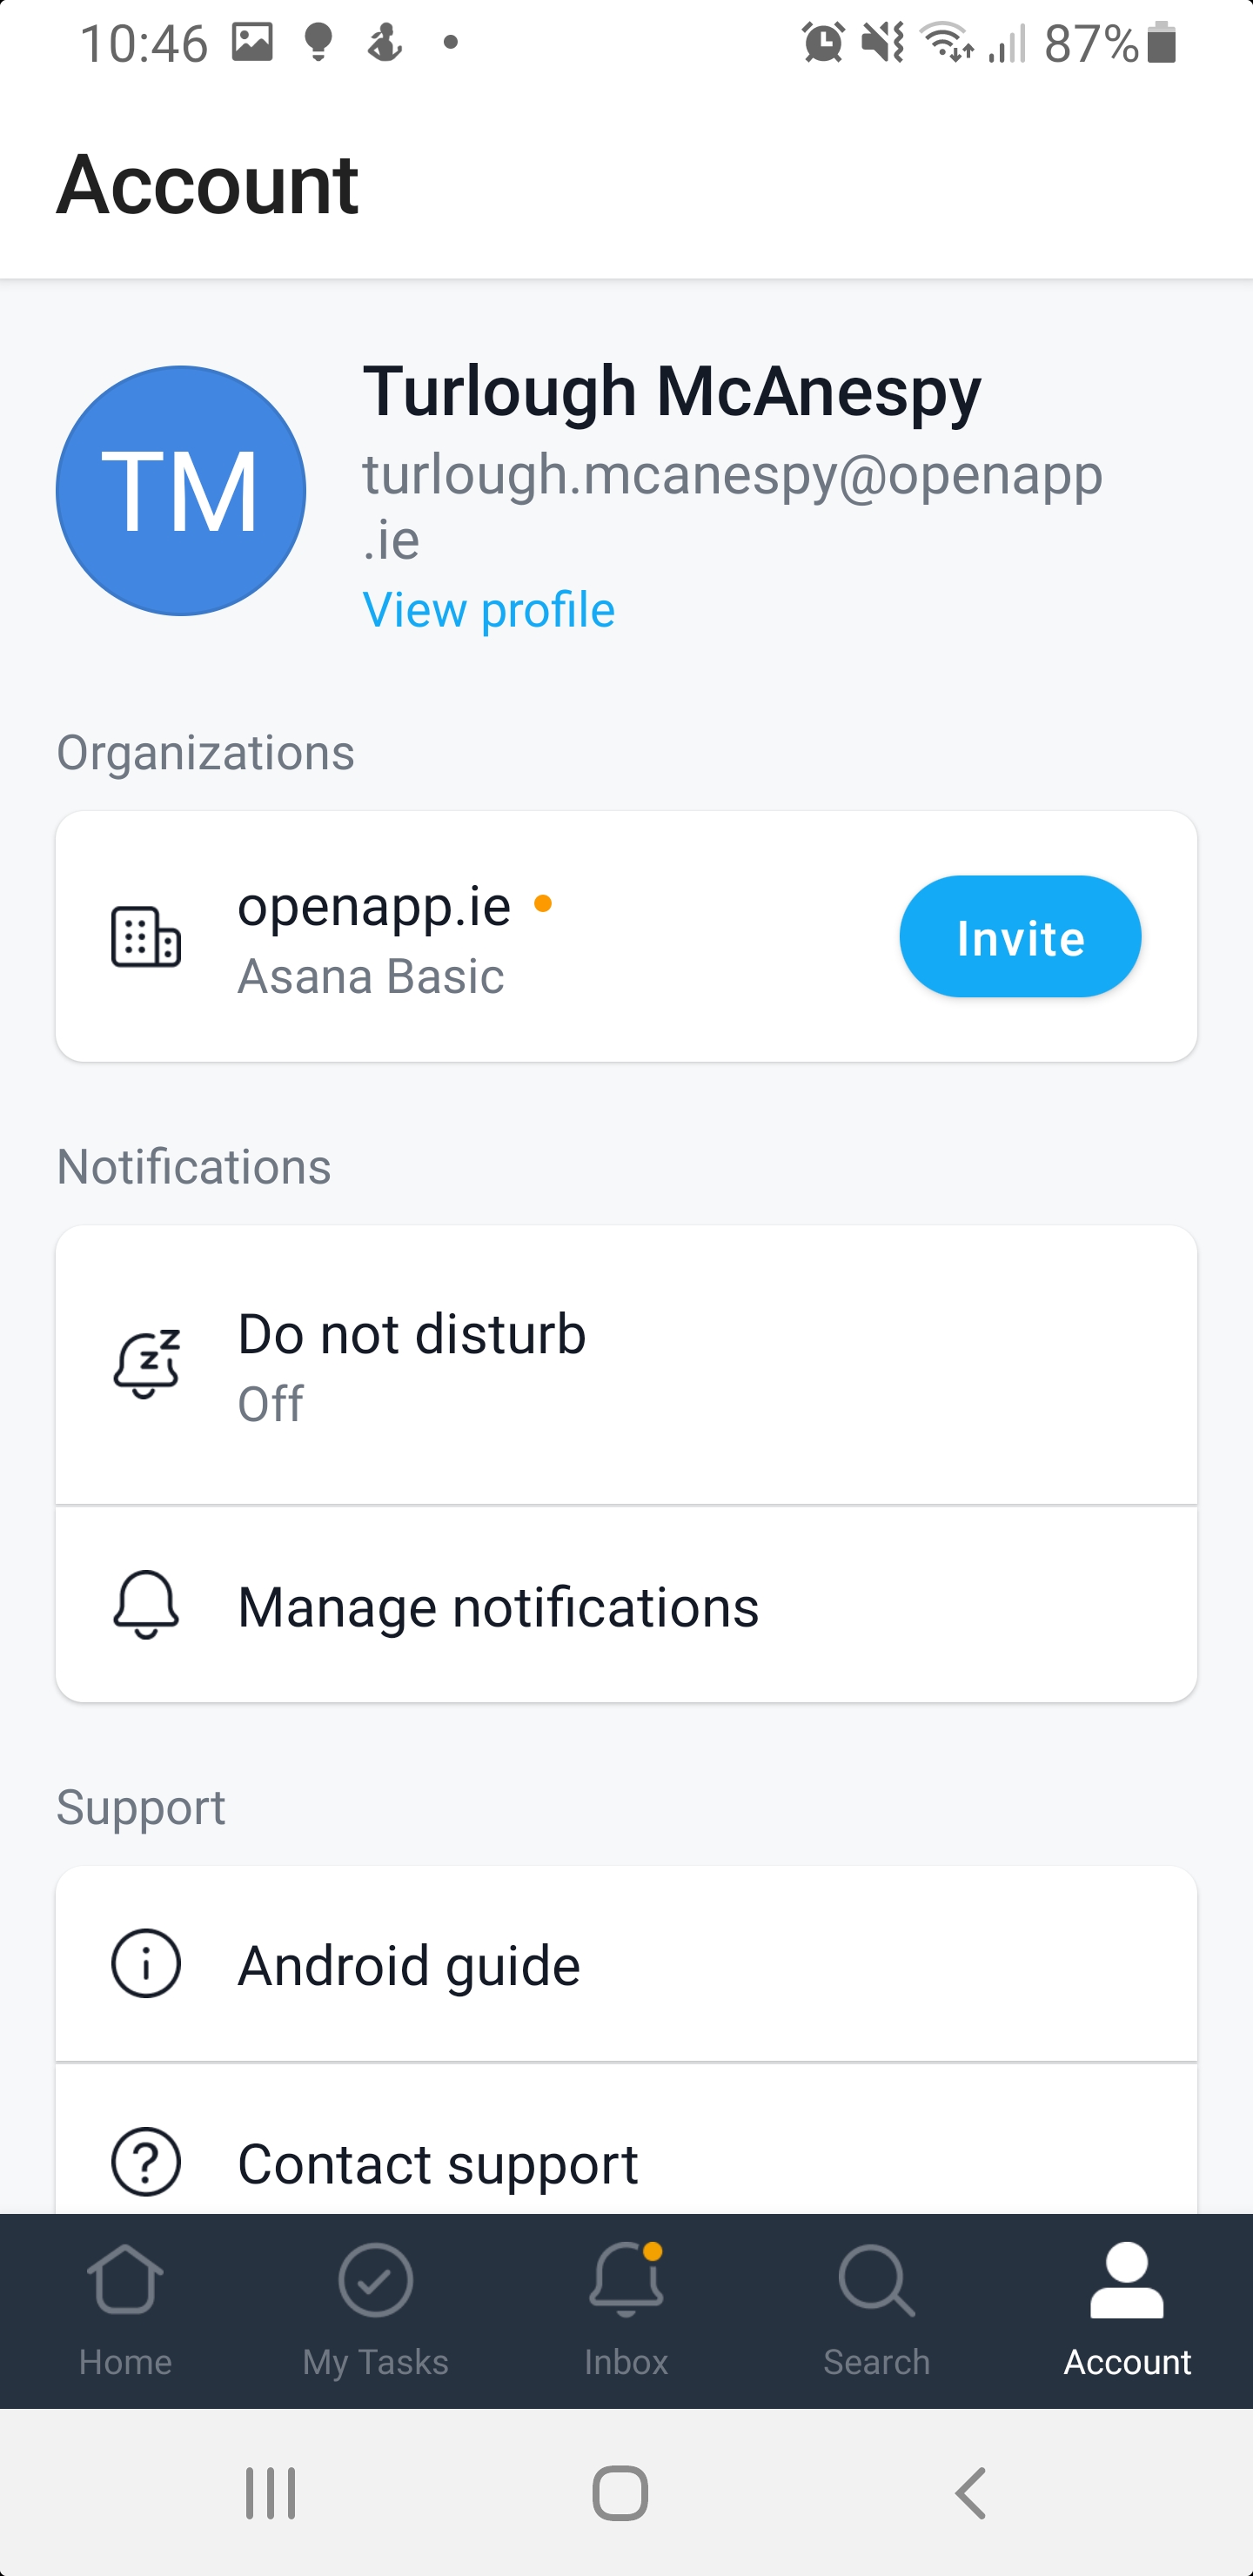 10:46 87%
Account
TM
Turlough McAnespy
turlough.mcanespy@openapp
.ie
View profile
Organizations
openapp.ie
Asana Basic
Invite
Notifications
Do not disturb
Off
Manage notifications
Support
Android guide
Contact support
Home My Tasks Inbox Search Account